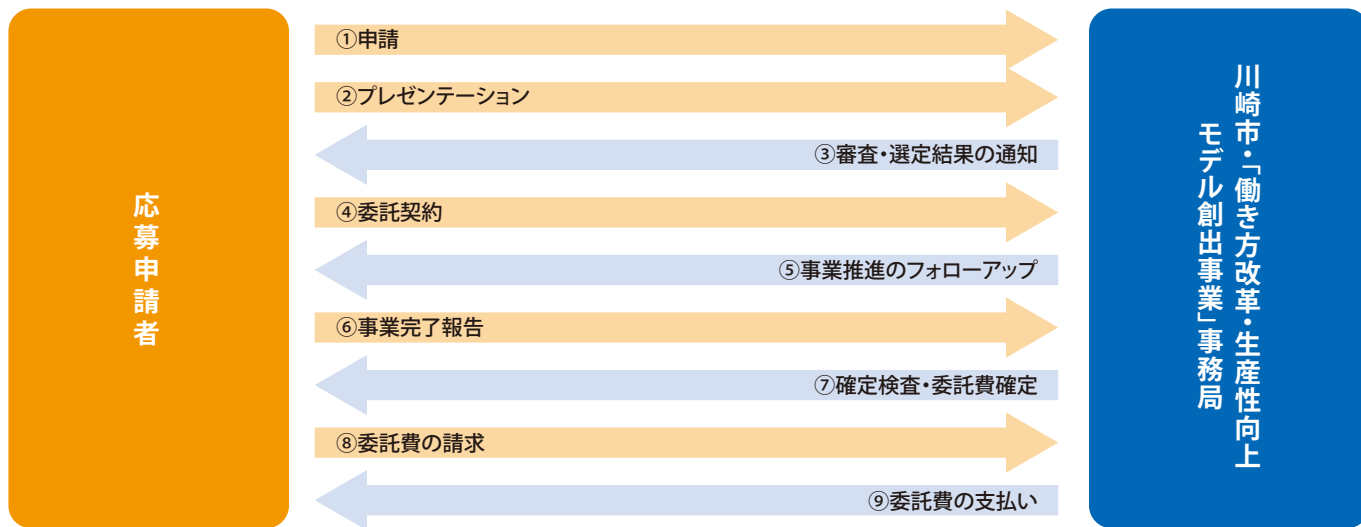 応募申請者
①申請
②プレゼンテーション
③審査・選定結果の通知
④委託契約
⑤事業推進のフォローアップ
⑥事業完了報告
⑦確定検査・委託費確定
⑧委託費の請求
⑨委託費の支払い
川崎市・「働き方改革・生産性向上
モデル創出事業」事務局